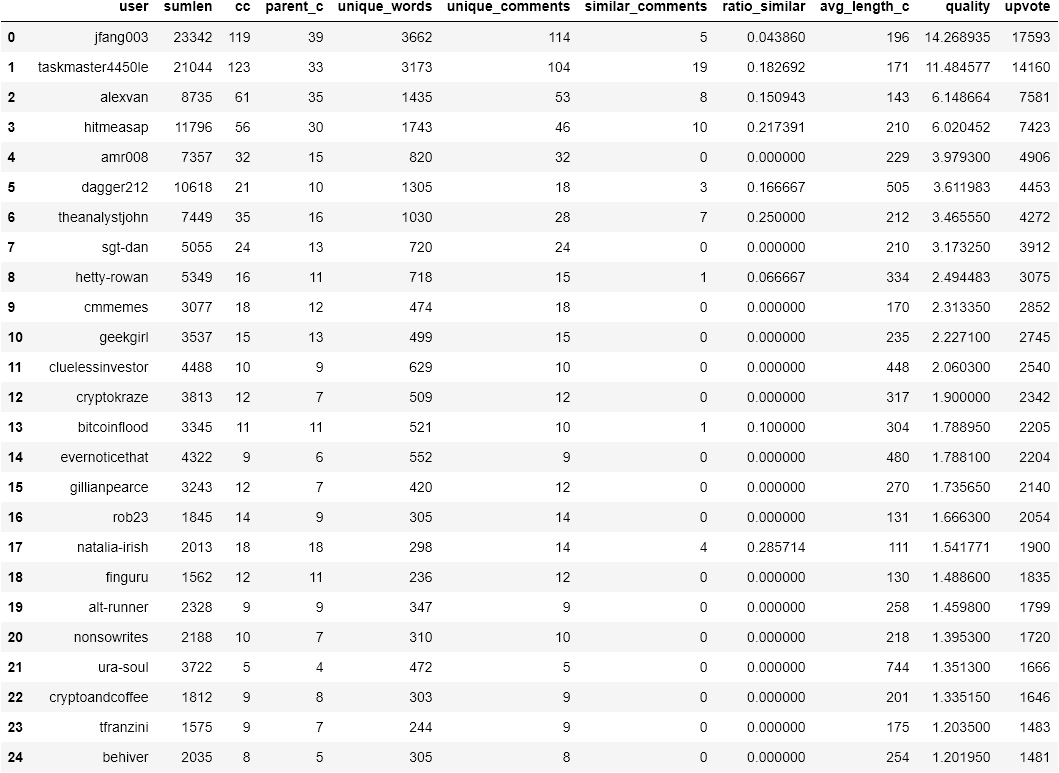 user sumlen cc parent_c unique_words unique_comments similar_comments ratio_similar avg_length_c quality upvote
0 jfang003 23342 119 39 3662 114 5 0.043860 196 14.268935 17593
1 taskmaster4450le 21044 123 33 3173 104 19 0.182692 171 11.484577 14160
2 alexvan 8735 61 35 1435 53 8 0.150943 143 6.148664 7581
3 hitmeasap 11796 56 30 1743 46 10 0.217391 210 6.020452 7423
4 amr008 7357 32 15 820 32 0 0.000000 229 3.979300 4906
5 dagger212 10618 21 10 1305 18 3 0.166667 505 3.611983 4453
6 theanalystjohn 7449 35 16 1030 28 7 0.250000 212 3.465550 4272
7 sgt-dan 5055 24 13 720 24 0 0.000000 210 3.173250 3912
8 hetty-rowan 5349 16 11 718 15 1 0.066667 334 2.494483 3075
9 cmmemes 3077 18 12 474 18 0 0.000000 170 2.313350 2852
10 geekgirl 3537 15 13 499 15 0 0.000000 235 2.227100 2745
11 cluelessinvestor 4488 10 9 629 10 0 0.000000 448 2.060300 2540
12 cryptokraze 3813 12 7 509 12 0 0.000000 317 1.900000 2342
13 bitcoinflood 3345 11 11 521 10 1 0.100000 304 1.788950 2205
14 evernoticethat 4322 9 6 552 9 0 0.000000 480 1.788100 2204
15 gillianpearce 3243 12 7 420 12 0 0.000000 270 1.735650 2140
16 rob23 1845 14 9 305 14 0 0.000000 131 1.666300 2054
17 natalia-irish 2013 18 18 298 14 4 0.285714 111 1.541771 1900
18 finguru 1562 12 11 236 12 0 0.000000 130 1.488600 1835
19 alt-runner 2328 9 9 347 9 0 0.000000 258 1.459800 1799
20 nonsowrites 2188 10 7 310 10 0 0.000000 218 1.395300 1720
21 ura-soul 3722 5 4 472 5 0 0.000000 744 1.351300 1666
22 cryptoandcoffee 1812 9 8 303 9 0 0.000000 201 1.335150 1646
23 tfranzini 1575 9 7 244 9 0 0.000000 175 1.203500 1483
24 behiver 2035 8 5 305 8 0 0.000000 254 1.201950 1481